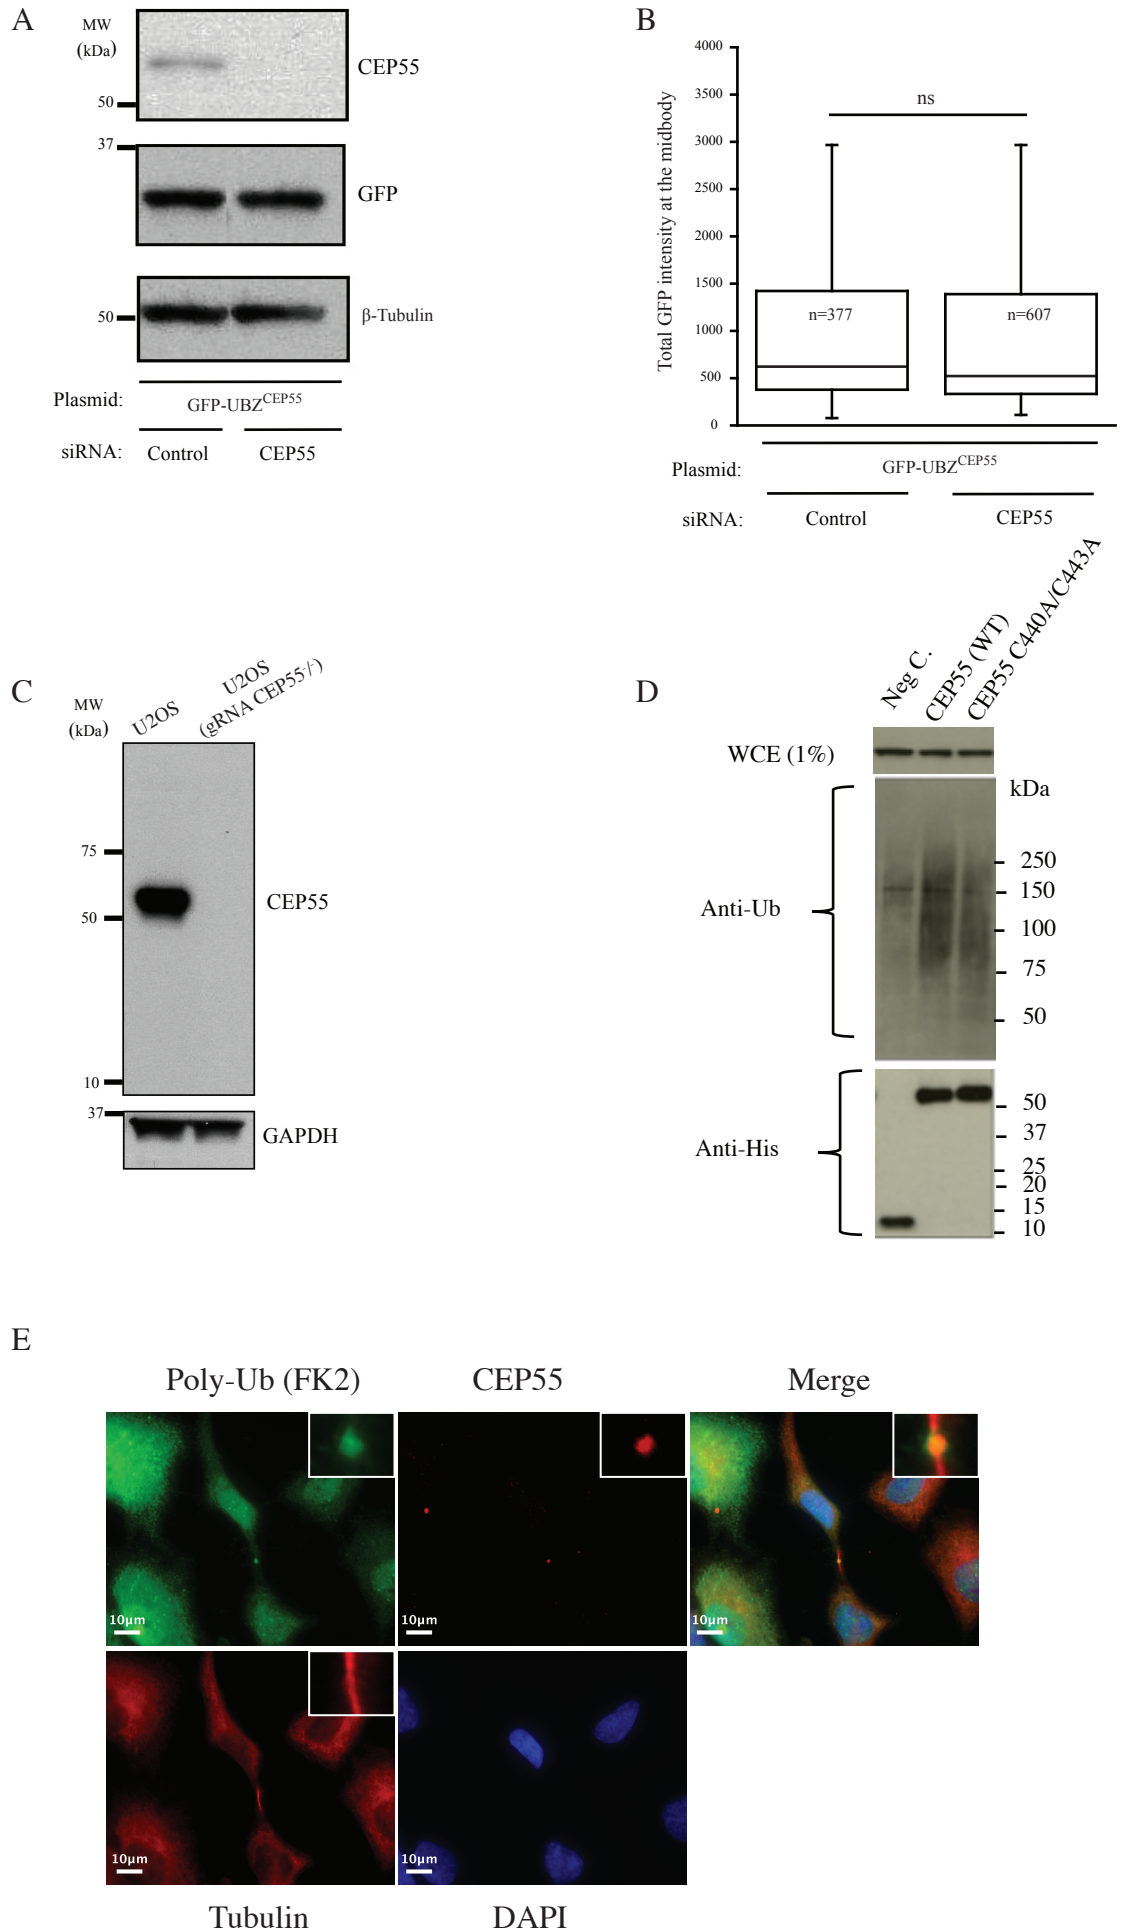 A
MW
(kDa)
CEP55
50
37
GFP
50
β-Tubulin
Plasmid:
GFP-UBZ^CEP55
siRNA:
Control
CEP55
B
Total GFP intensity at the midbody
4000
3500
3000
2500
2000
1500
1000
500
0
ns
n=377
n=607
Plasmid:
GFP-UBZ^CEP55
siRNA:
Control
CEP55
C
MW
(kDa)
U2OS
U2OS
(gRNA CEP55-/-)
75
50
CEP55
10
37
GAPDH
D
Neg C.
CEP55 (WT)
CEP55 C440A/C443A
WCE (1%)
kDa
Anti-Ub
250
150
100
75
50
Anti-His
50
37
25
20
15
10
E
Poly-Ub (FK2)
CEP55
Merge
10μm
10μm
10μm
10μm
10μm
Tubulin
DAPI